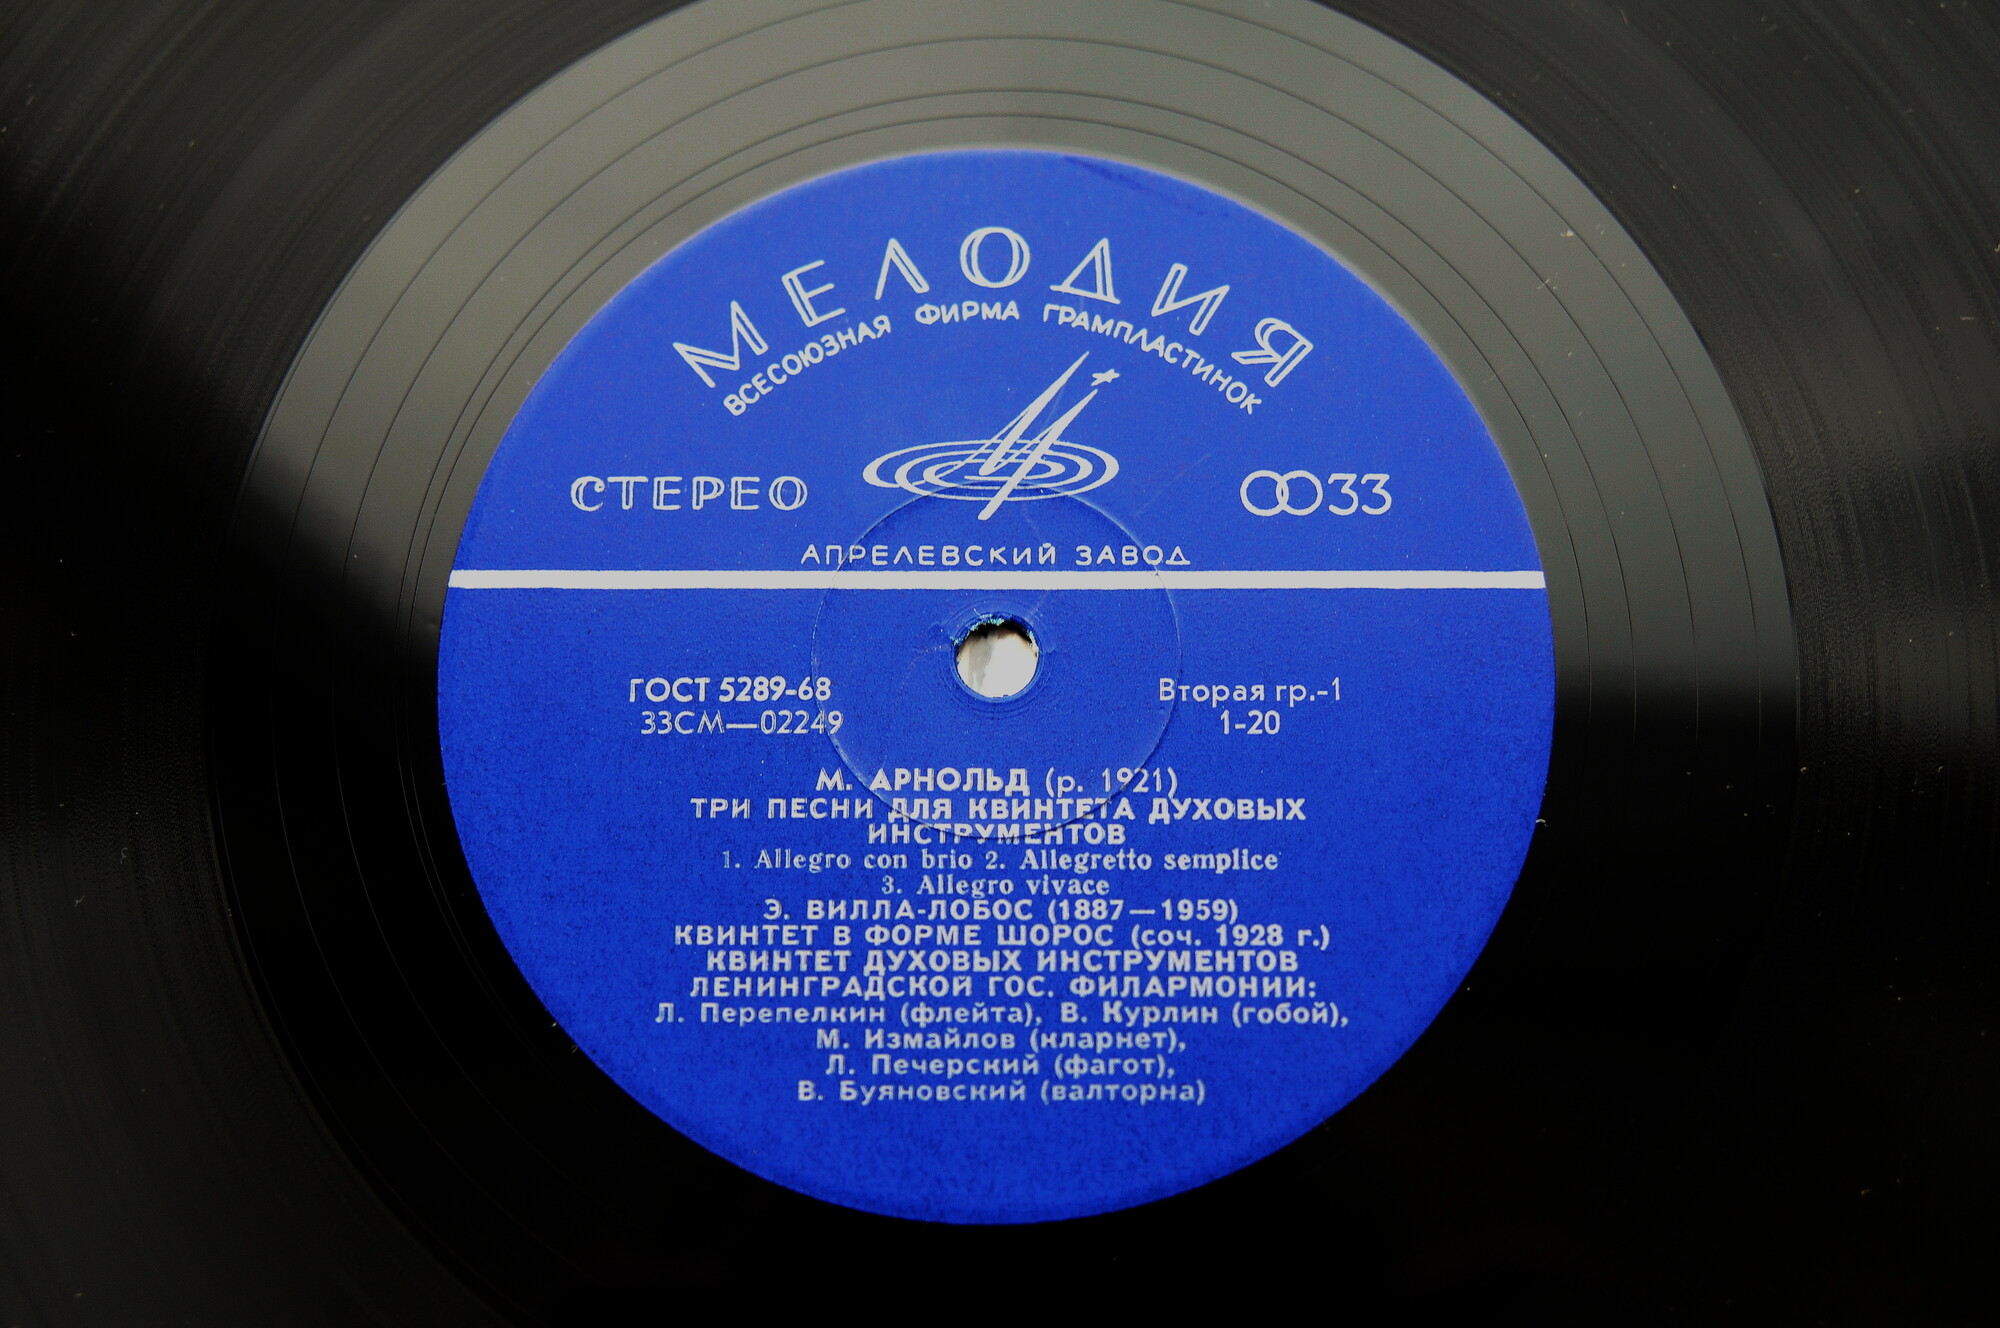 МЕЛОДИЯ
ВСЕСОЮЗНАЯ ФИРМА ГРАМПЛАСТИНОК
СТЕРЕО
33
АПРЕЛЕВСКИЙ ЗАВОД
ГОСТ 5289-68
Вторая гр.-1
33СМ—02249
1-20
М. АРНОЛЬД (р. 1921)
ТРИ ПЕСНИ ДЛЯ КВИНТЕТА ДУХОВЫХ
ИНСТРУМЕНТОВ
1. Allegro con brio 2. Allegretto semplice
3. Allegro vivace
Э. ВИЛЛА-ЛОБОС (1887—1959)
КВИНТЕТ В ФОРМЕ ШОРОС (соч. 1928 г.)
КВИНТЕТ ДУХОВЫХ ИНСТРУМЕНТОВ
ЛЕНИНГРАДСКОЙ ГОС. ФИЛАРМОНИИ:
Л. Перепелкин (флейта), В. Курлин (гобой),
М. Измайлов (кларнет),
Л. Печерский (фагот),
В. Буяновский (валторна)